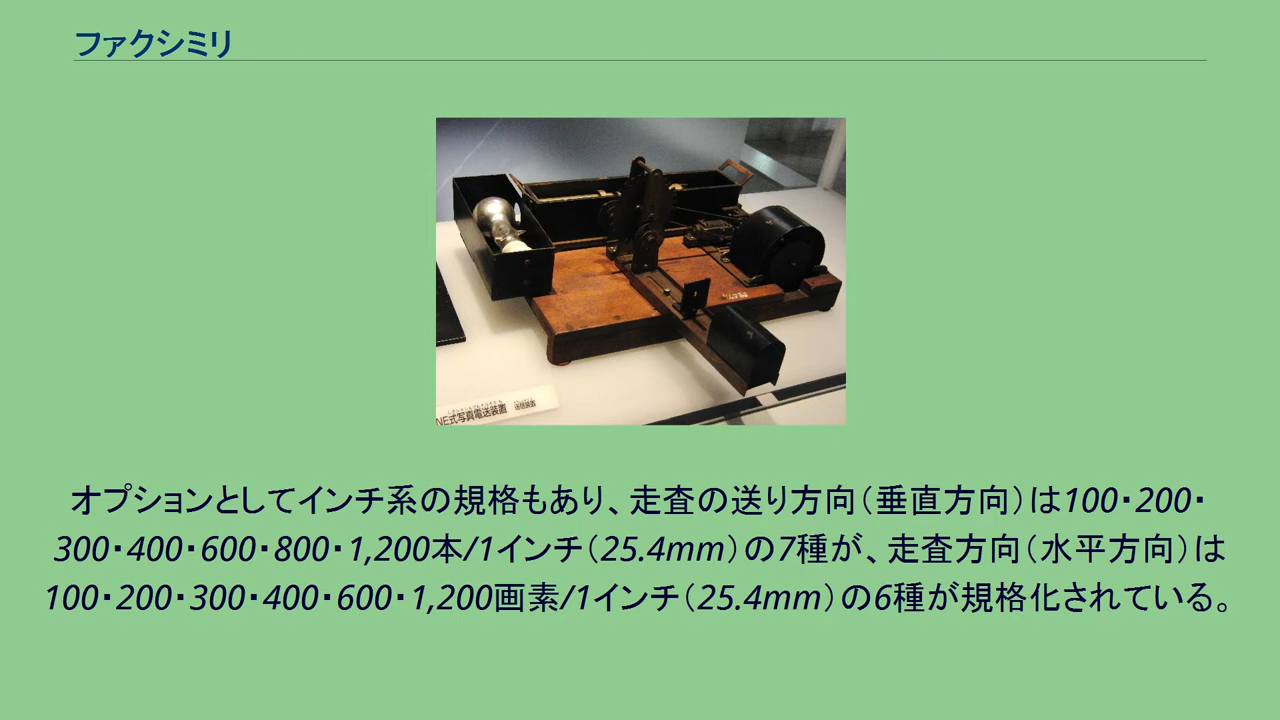 ファクシミリ
NE式写真電送装置 送信装置
オプションとしてインチ系の規格もあり、走査の送り方向（垂直方向）は100・200・
300・400・600・800・1,200本/1インチ（25.4mm）の7種が、走査方向（水平方向）は
100・200・300・400・600・1,200画素/1インチ（25.4mm）の6種が規格化されている。